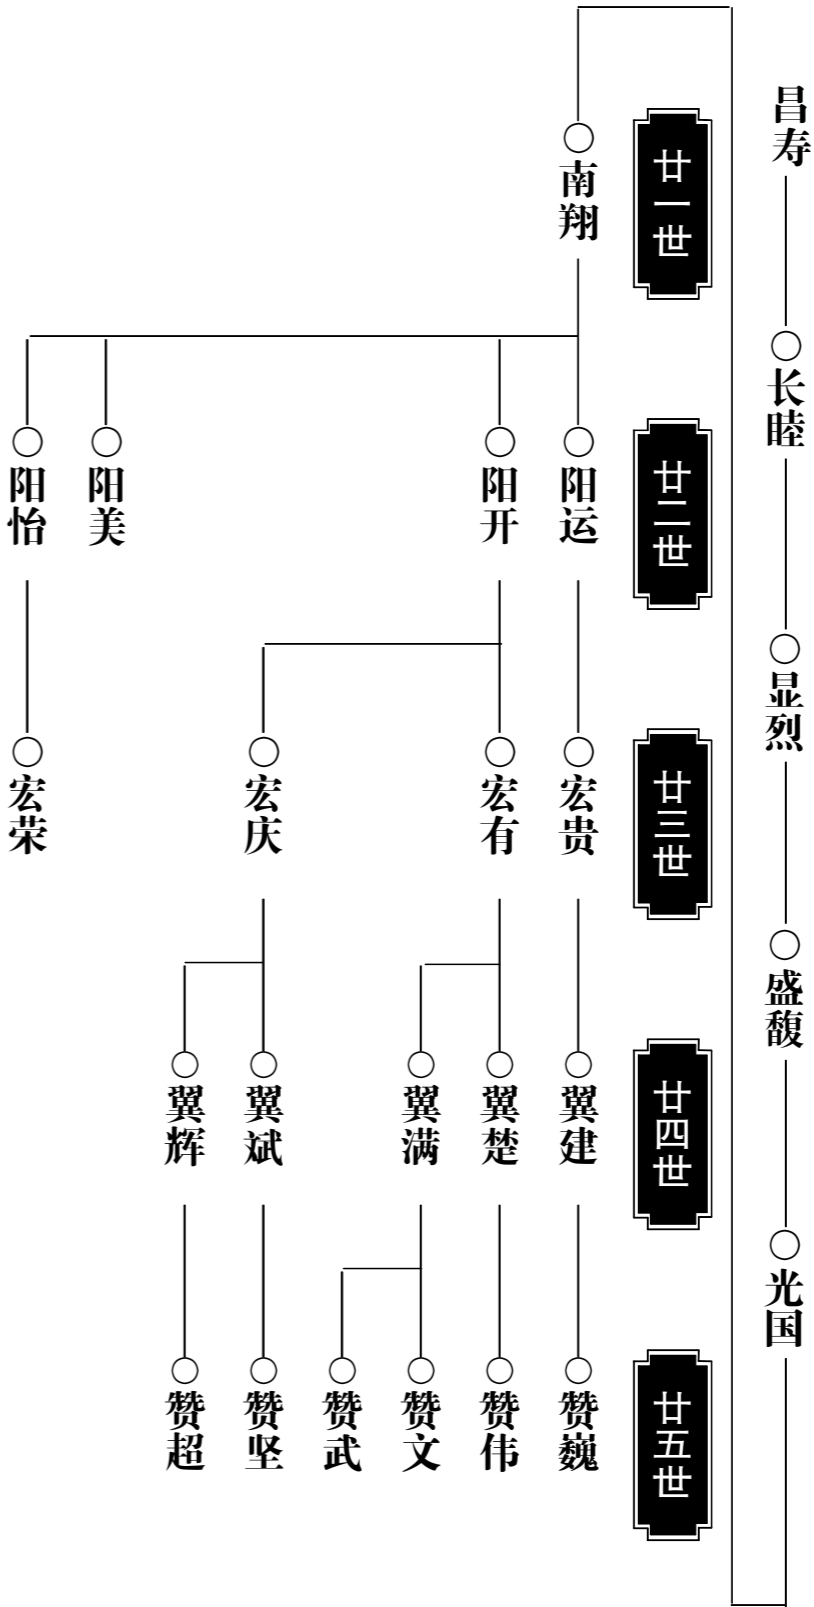 昌寿
长睦
显烈
盛馥
光国
廿一世
南翔
廿二世
阳运
阳开
阳美
阳怡
廿三世
宏贵
宏有
宏庆
宏荣
廿四世
翼建
翼楚
翼满
翼斌
翼辉
廿五世
赞巍
赞伟
赞文
赞武
赞坚
赞超